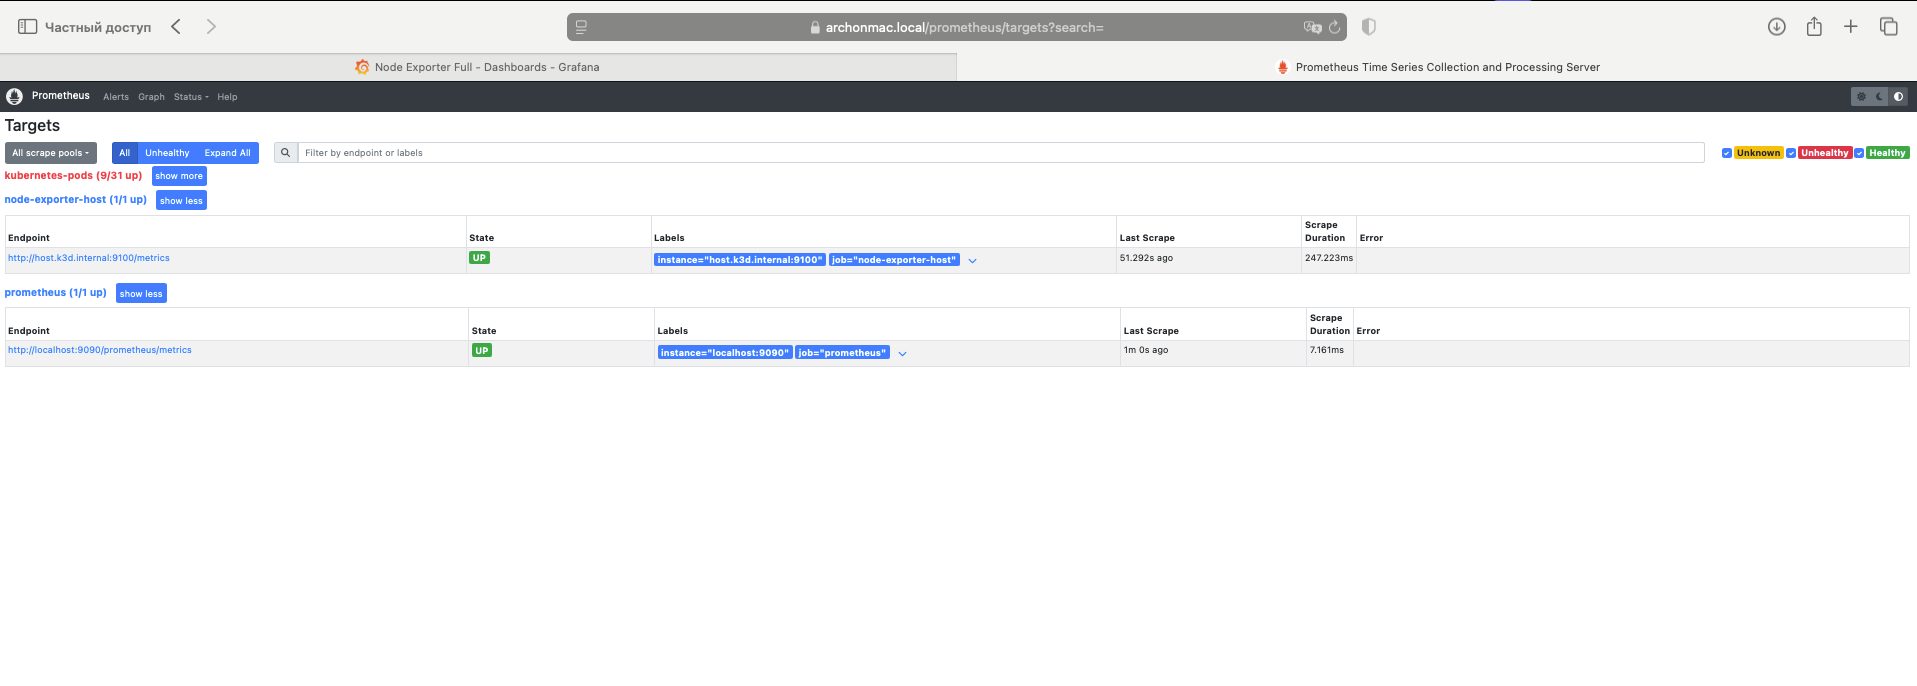 Частный доступ
archonmac.local/prometheus/targets?search=
Node Exporter Full - Dashboards - Grafana
Prometheus Time Series Collection and Processing Server
Prometheus Alerts Graph Status Help
Targets
All scrape pools All Unhealthy Expand All Filter by endpoint or labels Unknown Unhealthy Healthy
kubernetes-pods (9/31 up) show more
node-exporter-host (1/1 up) show less
Endpoint State Labels Last Scrape Scrape Duration Error
http://host.k3d.internal:9100/metrics UP instance="host.k3d.internal:9100" job="node-exporter-host" 51.292s ago 247.223ms
prometheus (1/1 up) show less
Endpoint State Labels Last Scrape Scrape Duration Error
http://localhost:9090/prometheus/metrics UP instance="localhost:9090" job="prometheus" 1m 0s ago 7.161ms